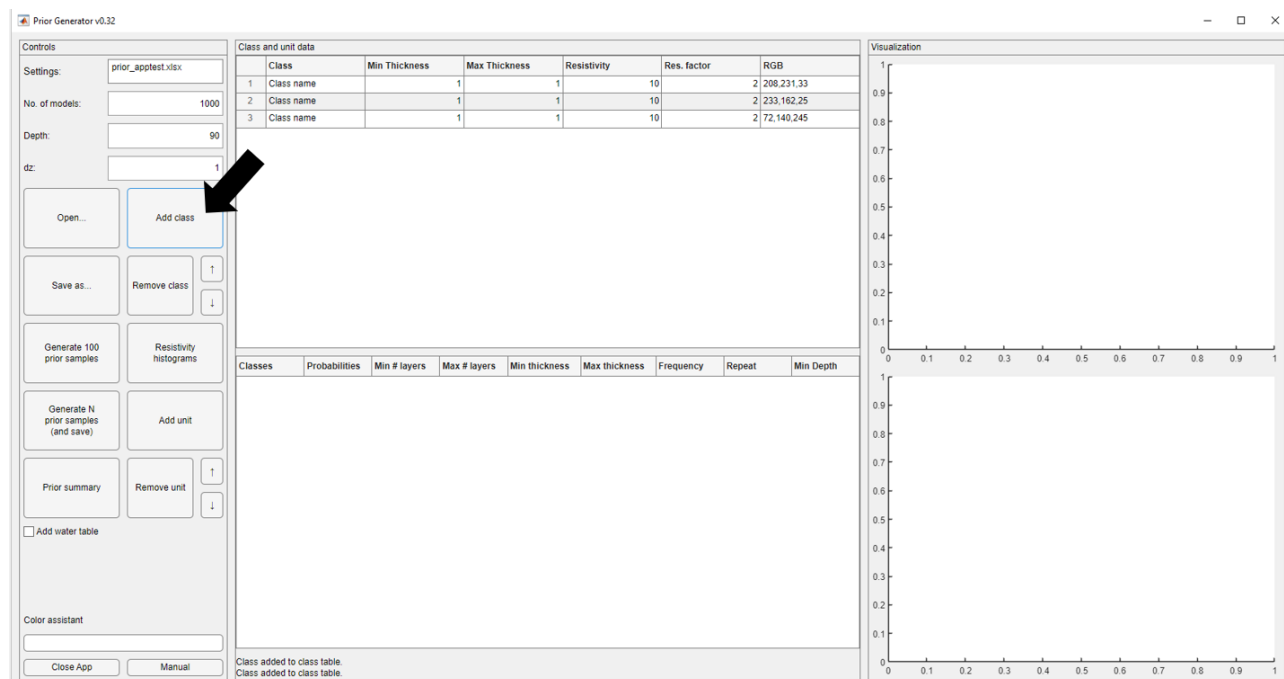 Prior Generator v0.32
Controls
Settings: prior_apptest.xlsx
No. of models: 1000
Depth: 90
dz: 1
Open... Add class
Save as... Remove class ↑
↓
Generate 100
prior samples
Resistivity
histograms
Generate N
prior samples
(and save)
Add unit
Prior summary Remove unit ↑
↓
Add water table
Color assistant
Close App Manual
Class and unit data
Class Min Thickness Max Thickness Resistivity Res. factor RGB
1 Class name 1 1 10 2 208,231,33
2 Class name 1 1 10 2 233,162,25
3 Class name 1 1 10 2 72,140,245
Classes Probabilities Min # layers Max # layers Min thickness Max thickness Frequency Repeat Min Depth
Class added to class table.
Class added to class table.
Visualization
1
0.9
0.8
0.7
0.6
0.5
0.4
0.3
0.2
0.1
0
0 0.1 0.2 0.3 0.4 0.5 0.6 0.7 0.8 0.9 1
1
0.9
0.8
0.7
0.6
0.5
0.4
0.3
0.2
0.1
0
0 0.1 0.2 0.3 0.4 0.5 0.6 0.7 0.8 0.9 1